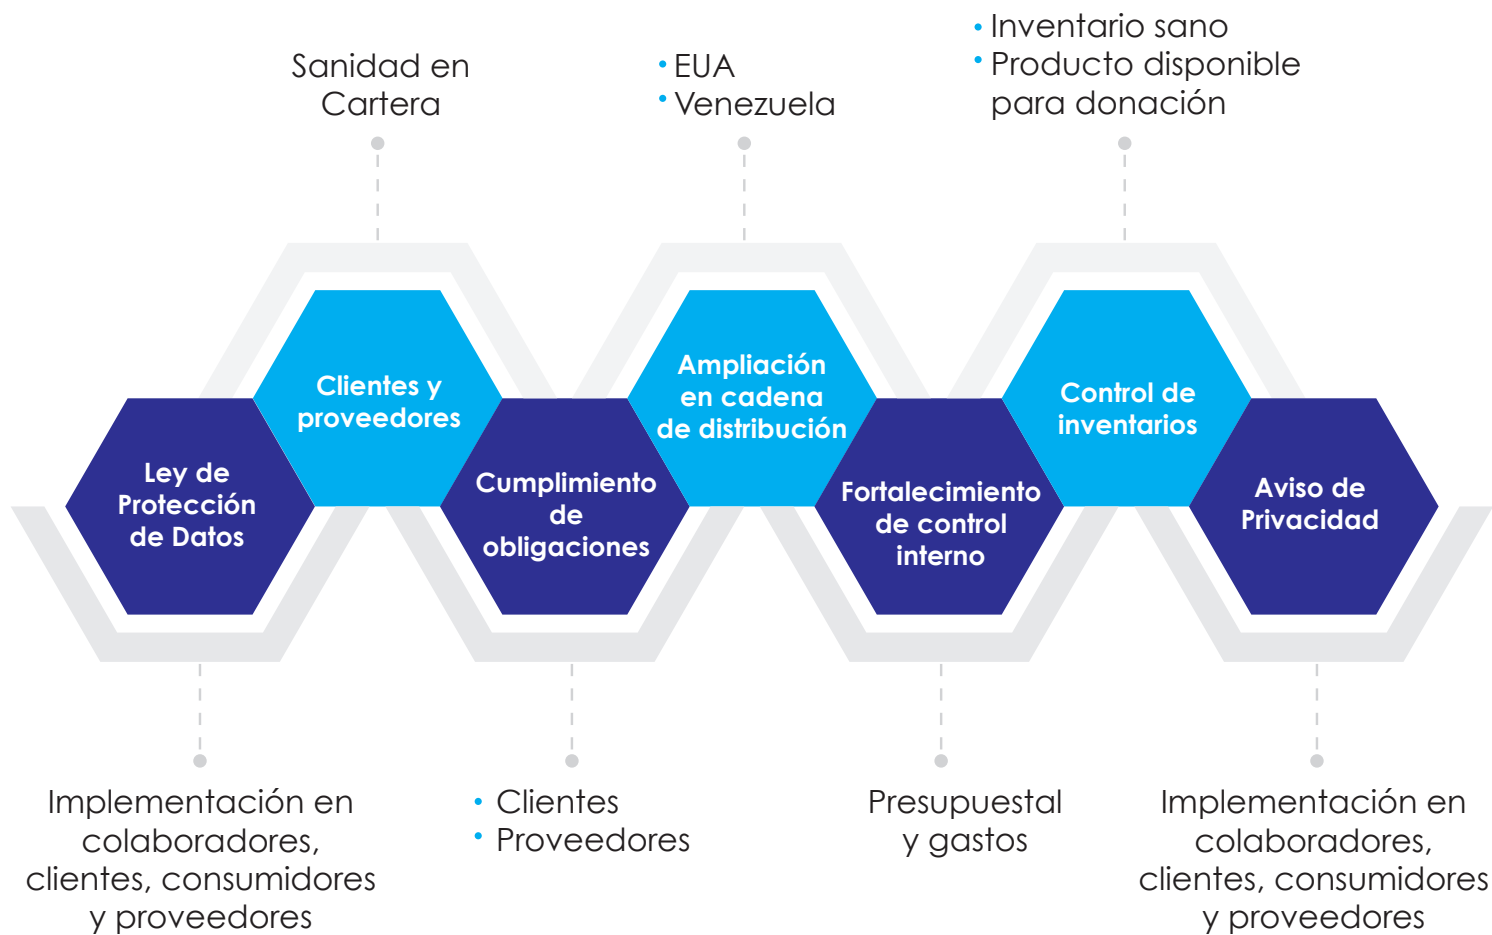 Sanidad en
Cartera
• EUA
• Venezuela
• Inventario sano
• Producto disponible
para donación
Clientes y
proveedores
Ampliación
en cadena
de distribución
Control de
inventarios
Ley de
Protección
de Datos
Cumplimiento
de
obligaciones
Fortalecimiento
de control
interno
Aviso de
Privacidad
Implementación en
colaboradores,
clientes, consumidores
y proveedores
• Clientes
• Proveedores
Presupuestal
y gastos
Implementación en
colaboradores,
clientes, consumidores
y proveedores